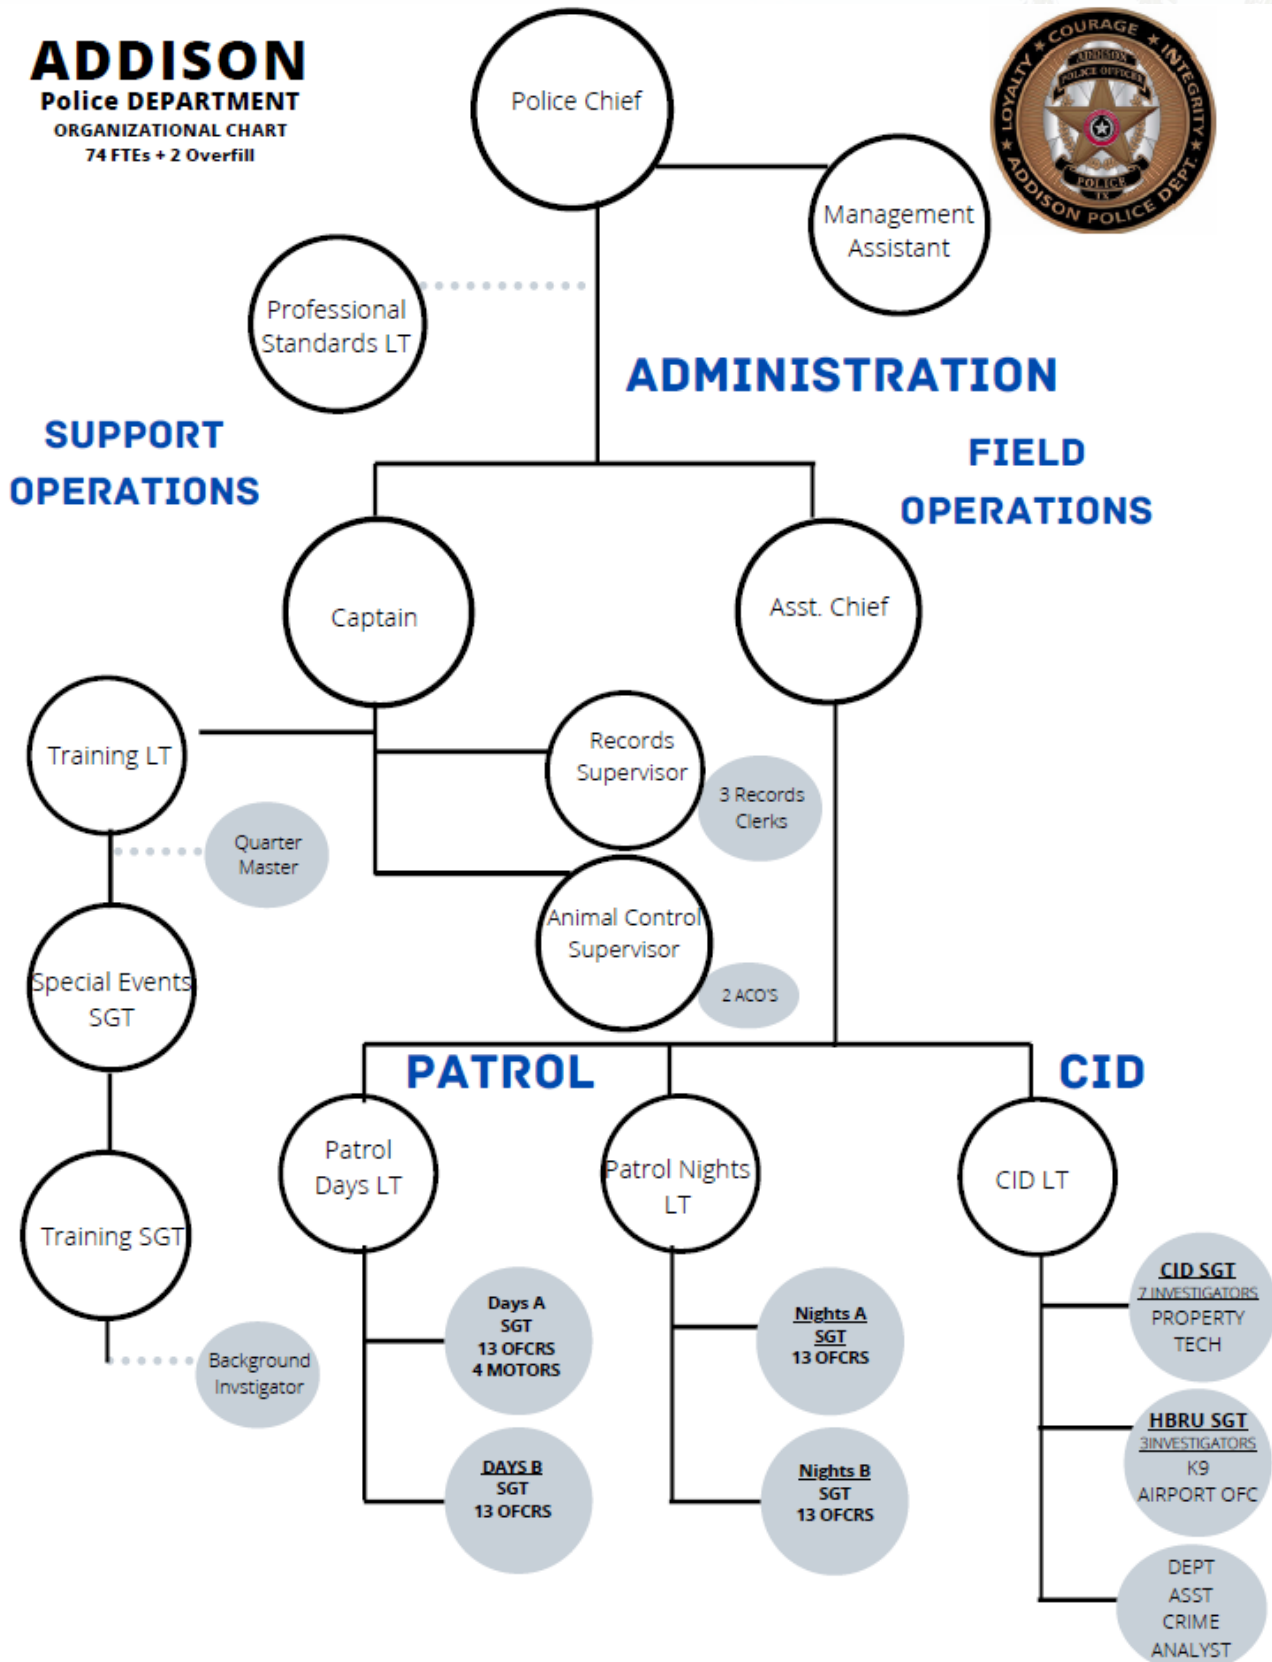 ADDISON
Police DEPARTMENT
ORGANIZATIONAL CHART
74 FTEs + 2 Overfill
Police Chief
★ LOYALTY ★ COURAGE ★ INTEGRITY ★
ADDISON POLICE DEPT.
ADDISON
POLICE OFFICER
POLICE
TX
Management
Assistant
Professional
Standards LT
ADMINISTRATION
SUPPORT
OPERATIONS
FIELD
OPERATIONS
Captain
Asst. Chief
Training LT
Records
Supervisor
3 Records
Clerks
Quarter
Master
Animal Control
Supervisor
2 ACO'S
Special Events
SGT
PATROL
CID
Training SGT
Patrol
Days LT
Patrol Nights
LT
CID LT
Background
Invstigator
Days A
SGT
13 OFCRS
4 MOTORS
Nights A
SGT
13 OFCRS
CID SGT
7 INVESTIGATORS
PROPERTY
TECH
DAYS B
SGT
13 OFCRS
Nights B
SGT
13 OFCRS
HBRU SGT
3INVESTIGATORS
K9
AIRPORT OFC
DEPT
ASST
CRIME
ANALYST